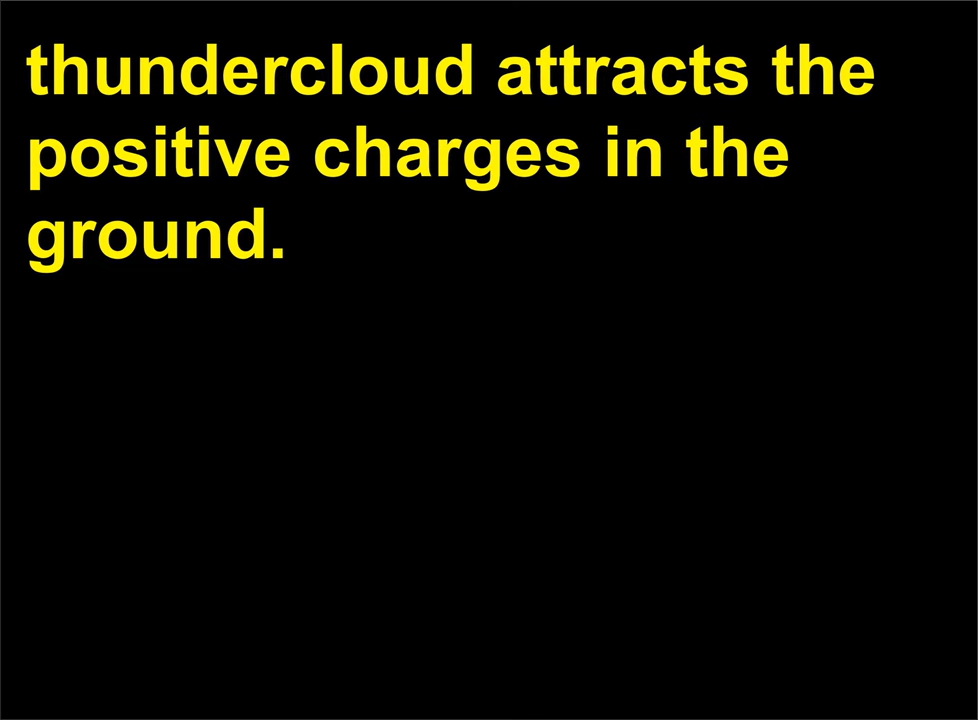 thundercloud attracts the
positive charges in the
ground.